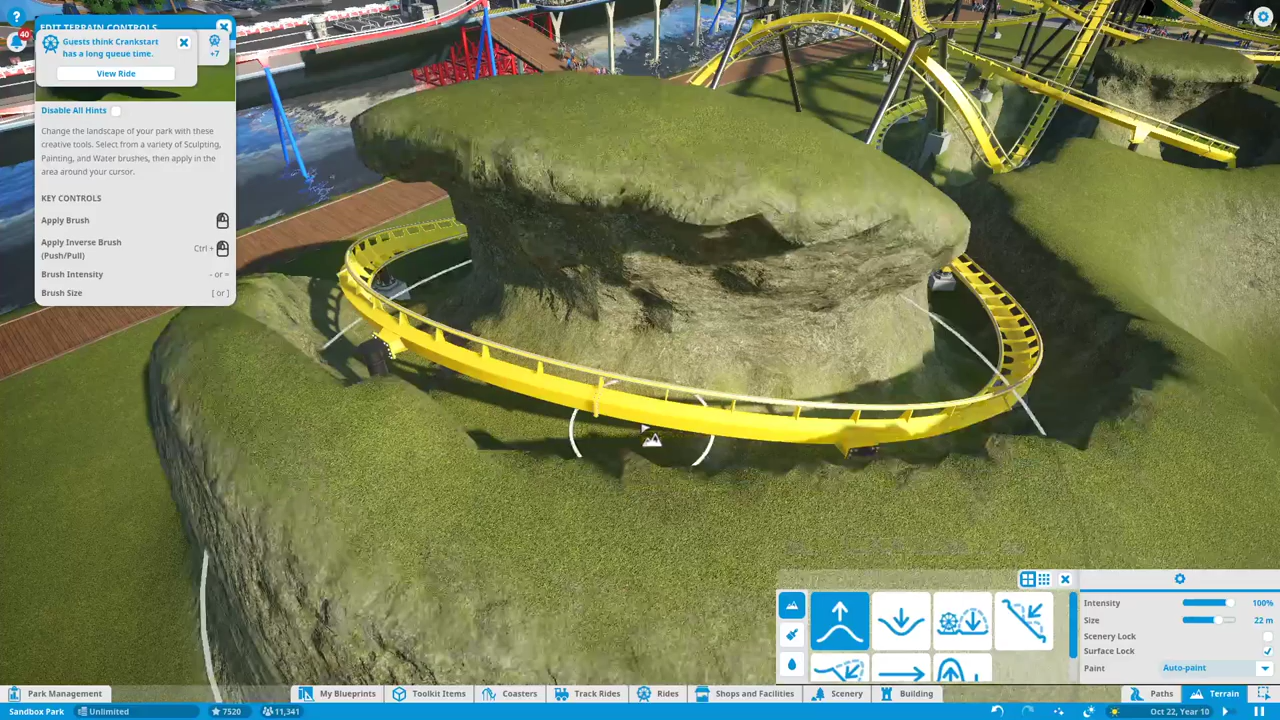 ?
EDIT TERRAIN CONTROLS
40
Guests think Crankstart
has a long queue time.
+7
View Ride
Disable All Hints
Change the landscape of your park with these
creative tools. Select from a variety of Sculpting,
Painting, and Water brushes, then apply in the
area around your cursor.
KEY CONTROLS
Apply Brush
Apply Inverse Brush
(Push/Pull)
Ctrl +
Brush Intensity
- or =
Brush Size
[ or ]
Intensity
100%
Size
22 m
Scenery Lock
Surface Lock
Paint
Auto-paint
Park Management
My Blueprints
Toolkit Items
Coasters
Track Rides
Rides
Shops and Facilities
Scenery
Building
Paths
Terrain
Sandbox Park
Unlimited
7520
11,341
Oct 22, Year 10